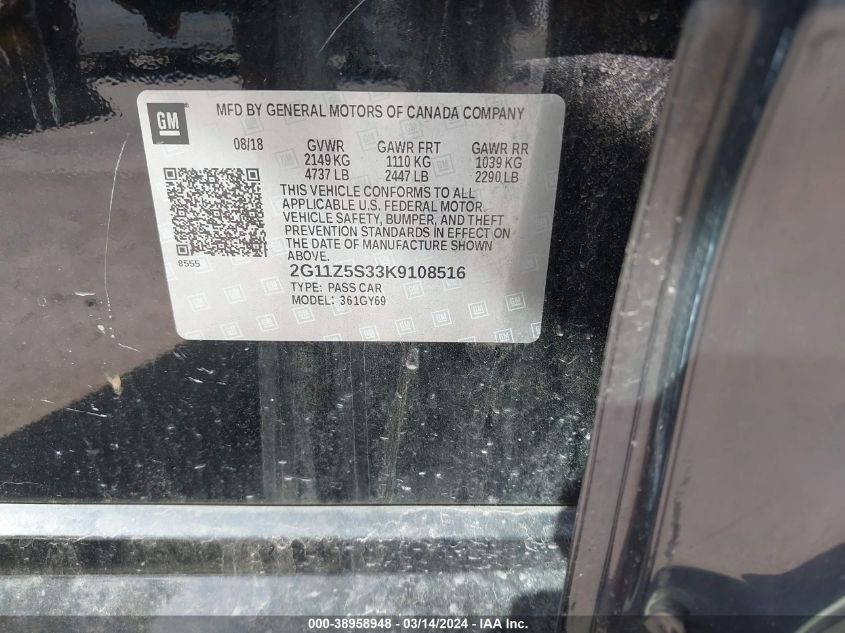 GM
MFD BY GENERAL MOTORS OF CANADA COMPANY
08/18 GVWR GAWR FRT GAWR RR
2149 KG 1110 KG 1039 KG
4737 LB 2447 LB 2290 LB
THIS VEHICLE CONFORMS TO ALL
APPLICABLE U.S. FEDERAL MOTOR
VEHICLE SAFETY, BUMPER, AND THEFT
PREVENTION STANDARDS IN EFFECT ON
THE DATE OF MANUFACTURE SHOWN
ABOVE.
8555
2G11Z5S33K9108516
TYPE: PASS CAR
MODEL: 361GY69
000-38958948 - 03/14/2024 - IAA Inc.